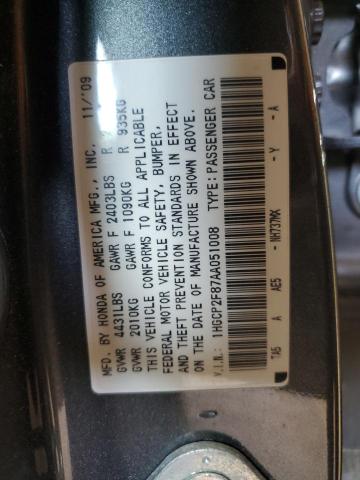 MFD. BY HONDA OF AMERICA MFG., INC. 11/'09
GVWR 4431LBS GAWR F 2403LBS R
GVWR 2010KG GAWR F 1090KG R 935KG
THIS VEHICLE CONFORMS TO ALL APPLICABLE
FEDERAL MOTOR VEHICLE SAFETY, BUMPER,
AND THEFT PREVENTION STANDARDS IN EFFECT
ON THE DATE OF MANUFACTURE SHOWN ABOVE.
V.I.N.: 1HGCP2F87AA051008 TYPE: PASSENGER CAR
TA5 A AE5 - NH737MX - Y - A